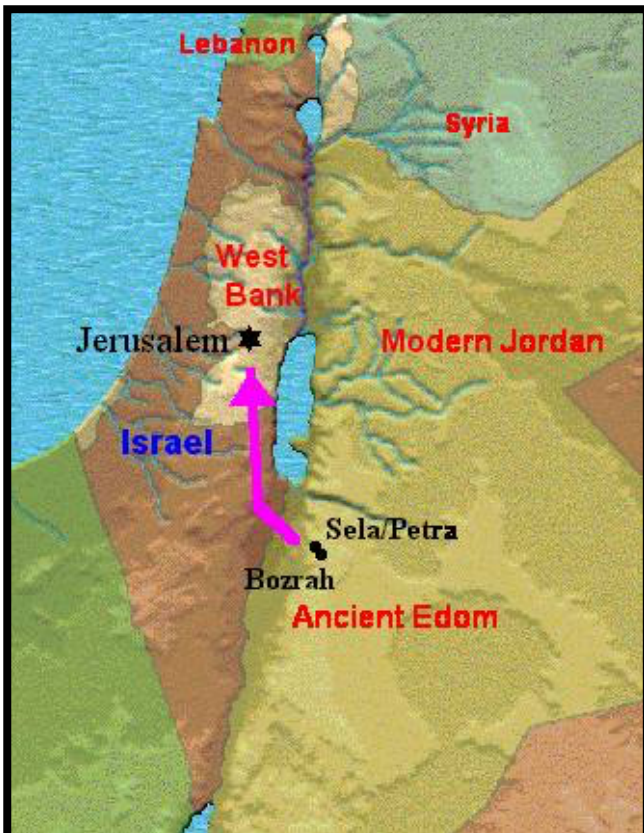 Lebanon
Syria
West
Bank
Jerusalem
Modern Jordan
Israel
Sela/Petra
Bozrah
Ancient Edom